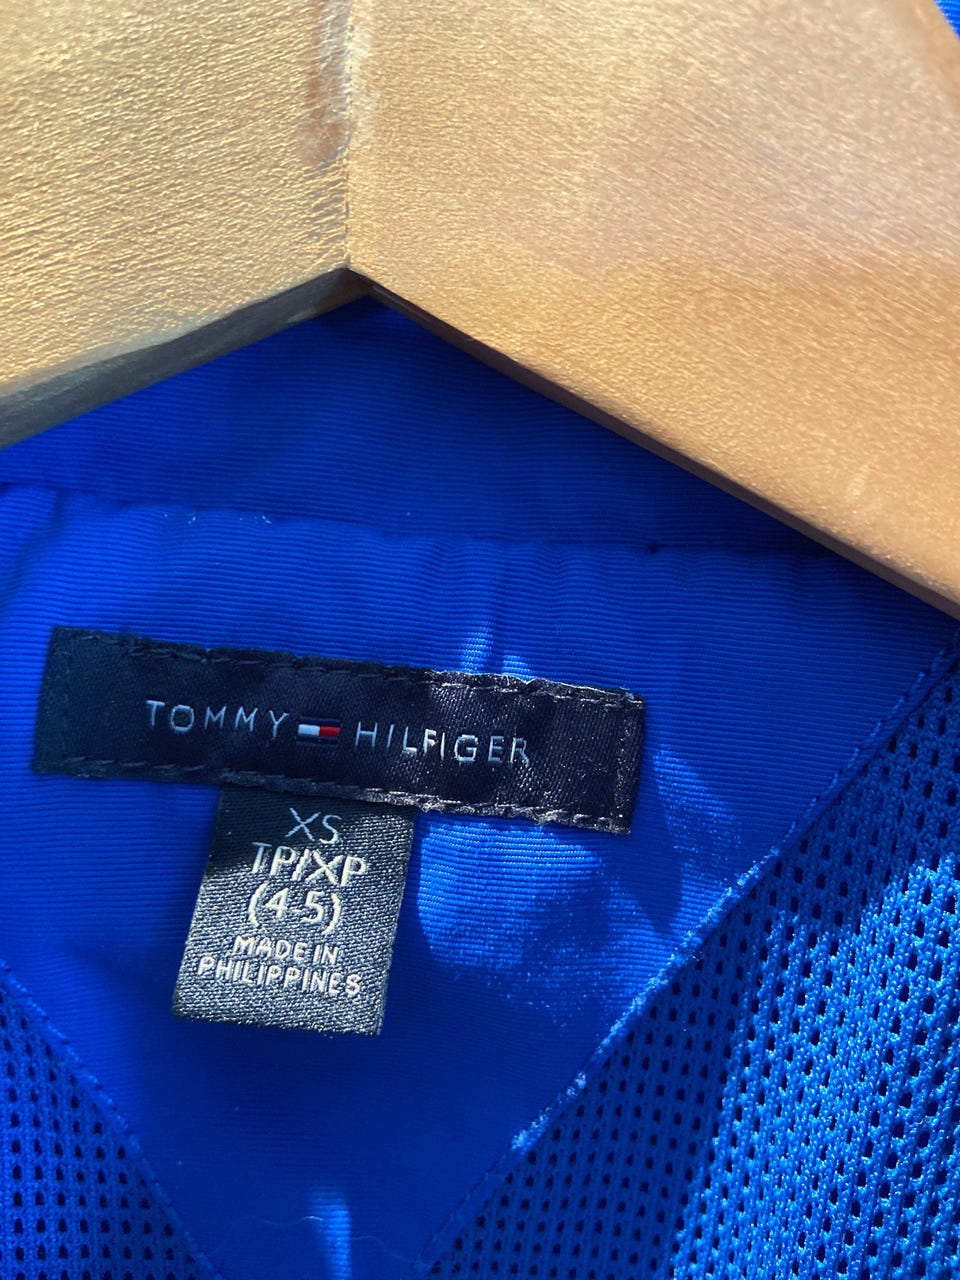 TOMMY HILFIGER
XS
TP/XP
(4-5)
MADE IN
PHILIPPINES